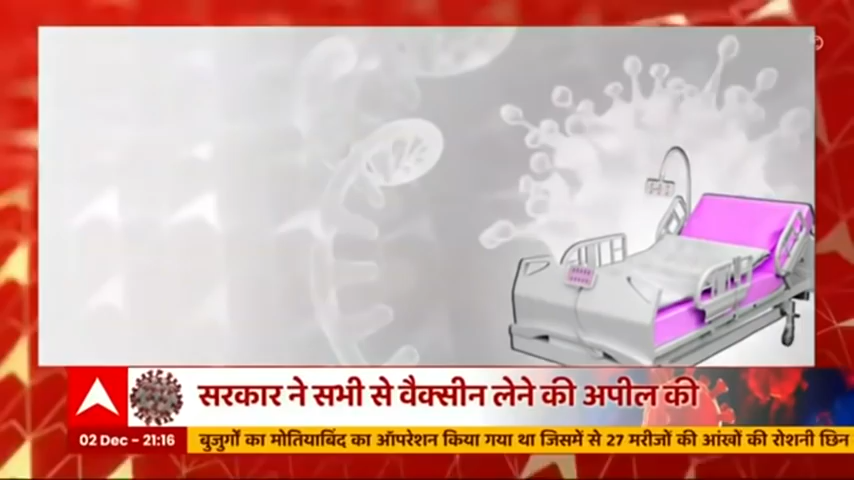 सरकार ने सभी से वैक्सीन लेने की अपील की
02 Dec - 21:16
बुजुर्गों का मोतियाबिंद का ऑपरेशन किया गया था जिसमें से 27 मरीजों की आंखों की रोशनी छिन